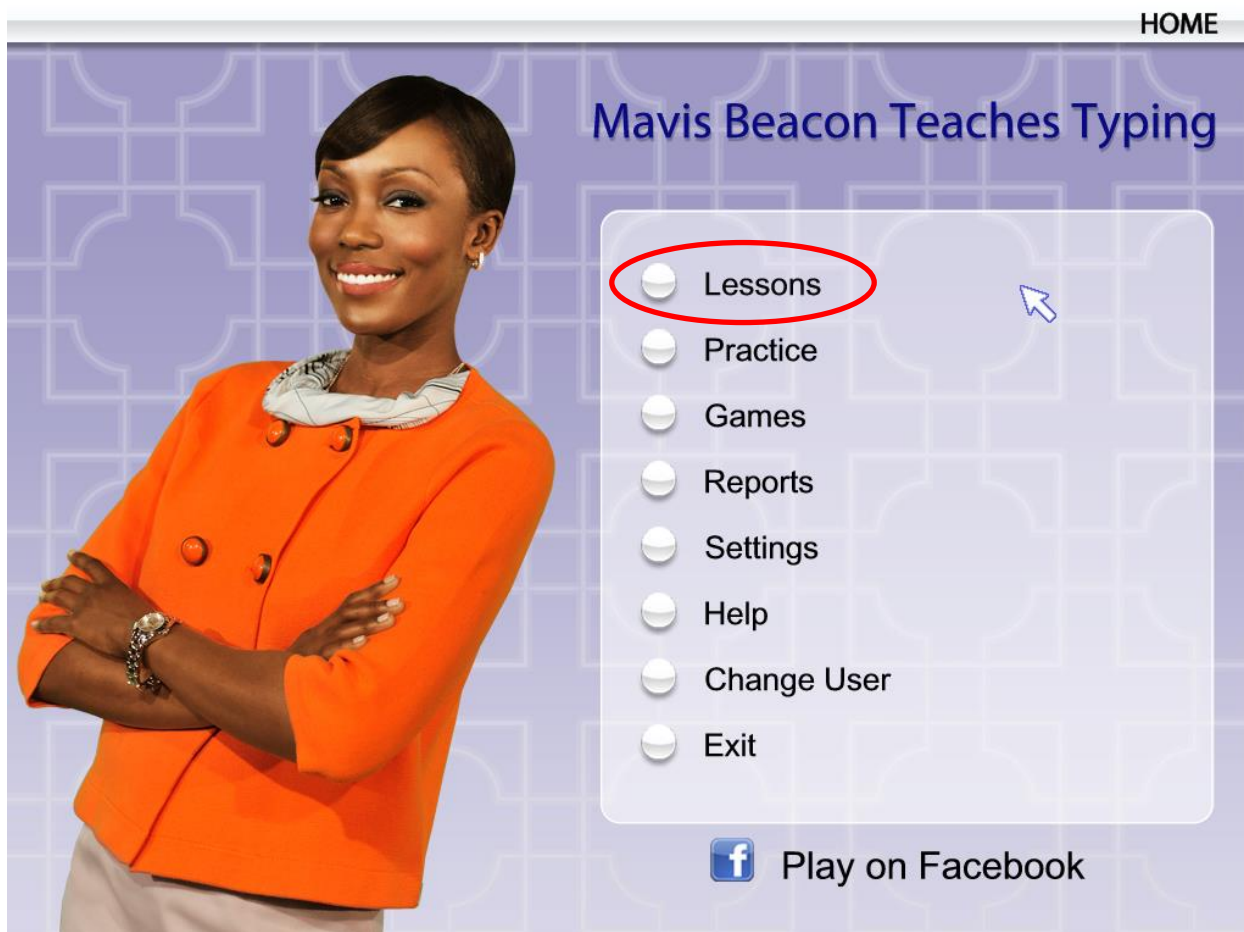 HOME
Mavis Beacon Teaches Typing
Lessons
Practice
Games
Reports
Settings
Help
Change User
Exit
f Play on Facebook